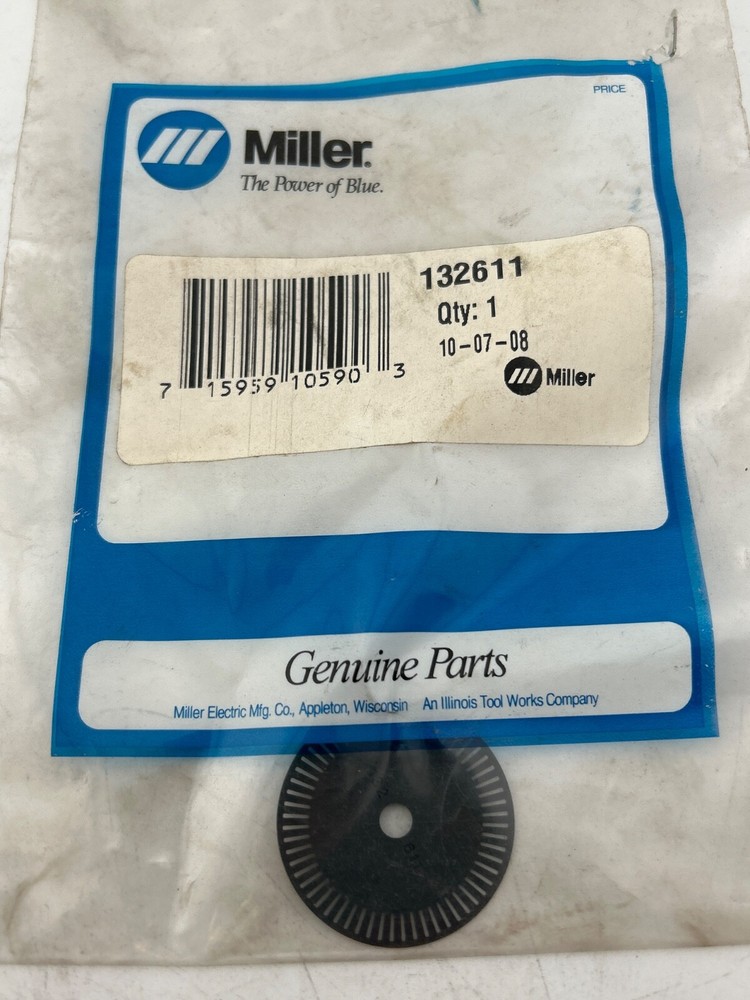 PRICE
Miller®
The Power of Blue.
132611
Qty: 1
10-07-08
Miller
7 15959 10590 3
Genuine Parts
Miller Electric Mfg. Co., Appleton, Wisconsin An Illinois Tool Works Company